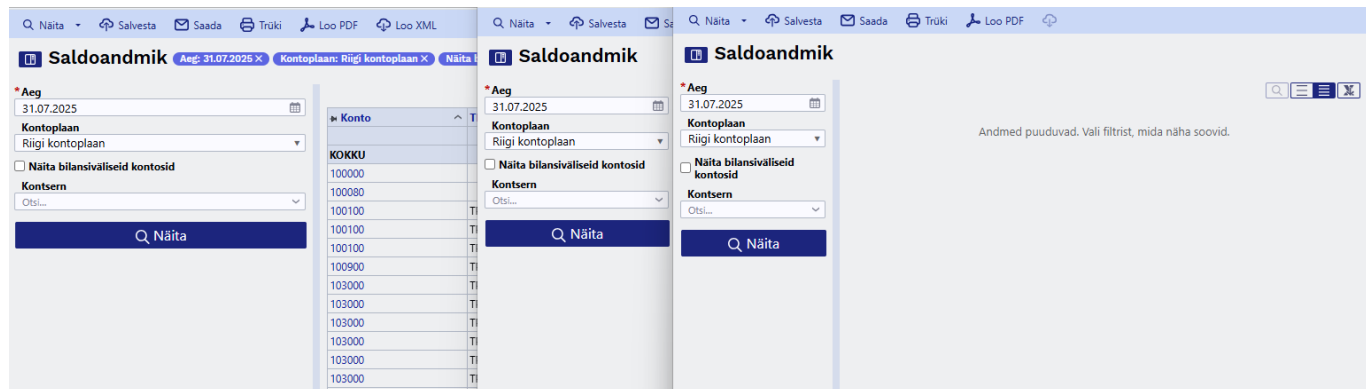 Näita Salvesta Saada Trüki Loo PDF Loo XML
Saldoandmik Aeg: 31.07.2025 × Kontoplaan: Riigi kontoplaan × Näita
* Aeg
31.07.2025
Kontoplaan
Riigi kontoplaan
Näita bilansiväliseid kontosid
Kontsern
Otsi...
Näita
Konto
KOKKU
100000
100080
100100
100100
100100
100900
103000
103000
103000
103000
103000
103000
Näita Salvesta
Saldoandmik
* Aeg
31.07.2025
Kontoplaan
Riigi kontoplaan
Näita bilansiväliseid kontosid
Kontsern
Otsi...
Näita
Näita Salvesta Saada Trüki Loo PDF
Saldoandmik
* Aeg
31.07.2025
Kontoplaan
Riigi kontoplaan
Näita bilansiväliseid
kontosid
Kontsern
Otsi...
Näita
Andmed puuduvad. Vali filtrist, mida näha soovid.